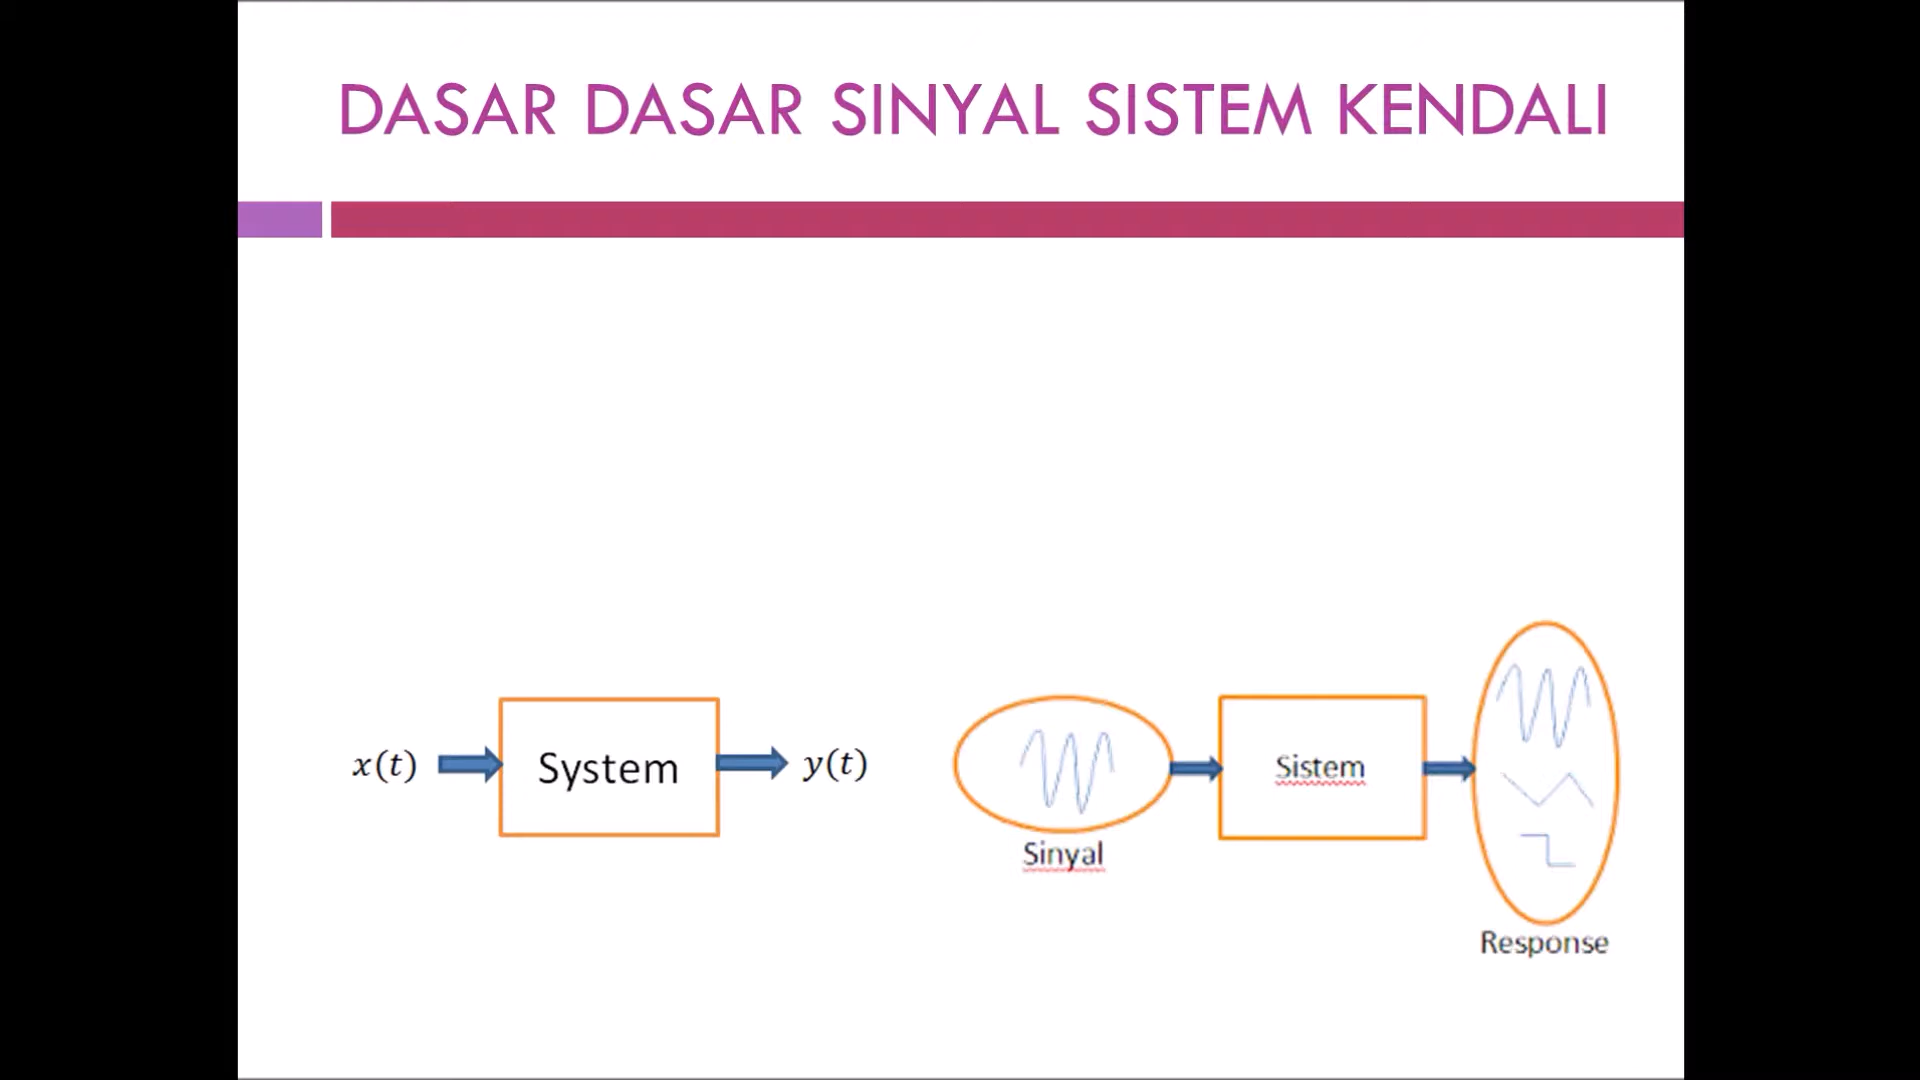 DASAR DASAR SINYAL SISTEM KENDALI
x(t)
System
y(t)
Sinyal
Sistem
Response